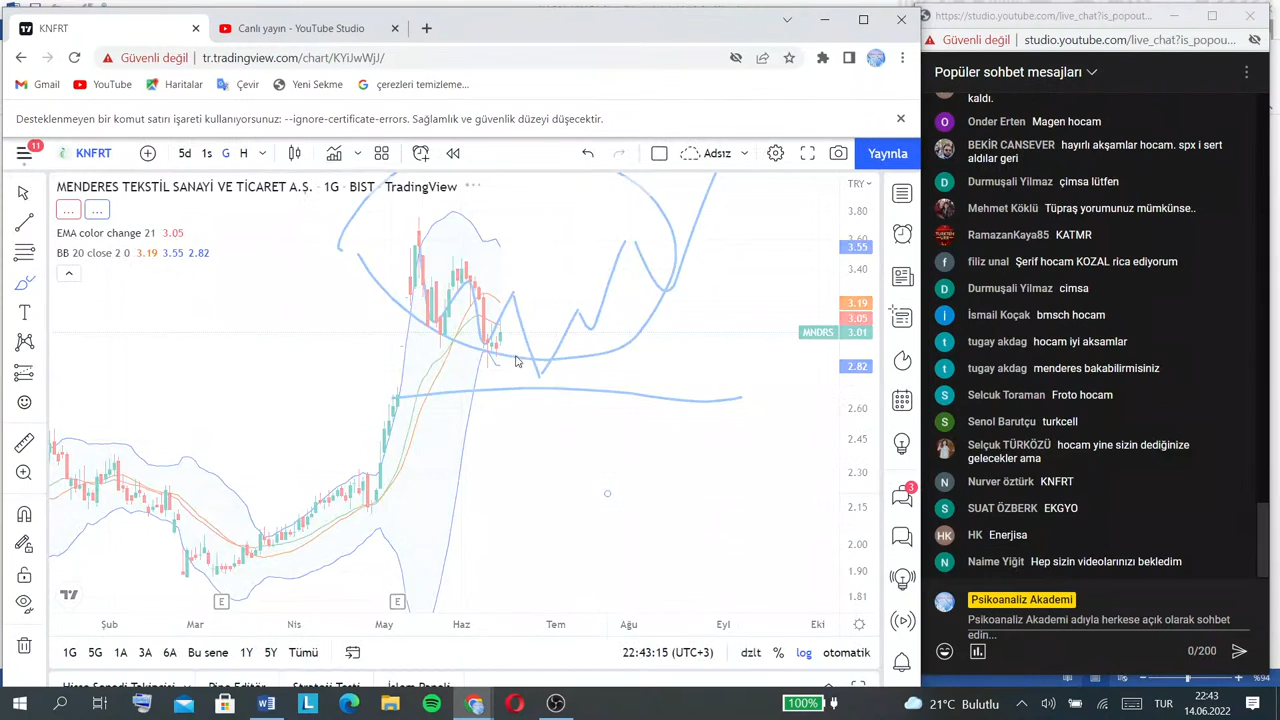 KNFRT
Canlı yayın - YouTube Studio
Güvenli değil
tr.tradingview.com/chart/KYiJwWjJ/
Gmail
YouTube
Haritalar
Çevir
Yeni Sekme
çerezleri temizleme...
Desteklenmeyen bir komut satırı işareti kullanıyorsunuz: --ignore-certificate-errors. Sağlamlık ve güvenlik düzeyi düşecektir.
11
KNFRT
5d 1s G H
Adsız
Yayınla
MENDERES TEKSTİL SANAYİ VE TİCARET A.Ş. · 1G · BIST · TradingView
TRY
EMA color change 21 3.05
BB 20 close 2 0 3.19 3.55 2.82
3.80
3.60
3.55
3.40
3.19
3.05
MNDRS 3.01
2.82
2.60
2.45
2.30
2.15
2.00
1.90
1.81
E
E
Şub Mar Nis May Haz Tem Ağu Eyl Eki
1G 5G 1A 3A 6A Bu sene 1Y 5Y Tümü
22:43:15 (UTC+3)
dzlt % log otomatik
3
https://studio.youtube.com/live_chat?is_popout...
Güvenli değil
studio.youtube.com/live_chat?is_popou...
Popüler sohbet mesajları
kaldı.
Onder Erten Magen hocam
BEKİR CANSEVER hayırlı akşamlar hocam. spx i sert
aldılar geri
Durmuşali Yilmaz çimsa lütfen
Mehmet Köklü Tüpraş yorumunuz mümkünse..
RamazanKaya85 KATMR
filiz unal Şerif hocam KOZAL rica ediyorum
Durmuşali Yilmaz cimsa
İsmail Koçak bmsch hocam
tugay akdag hocam iyi aksamlar
tugay akdag menderes bakabilirmisiniz
Selcuk Toraman Froto hocam
Senol Barutçu turkcell
Selçuk TÜRKÖZÜ hocam yine sizin dediğinize
gelecekler ama
Nurver öztürk KNFRT
SUAT ÖZBERK EKGYO
HK Enerjisa
Naime Yiğit Hep sizin videolarınızı bekledim
Psikoanaliz Akademi
Psikoanaliz Akademi adıyla herkese açık olarak sohbet
edin...
0/200
%94
100%
21°C Bulutlu
TUR
22:43
14.06.2022